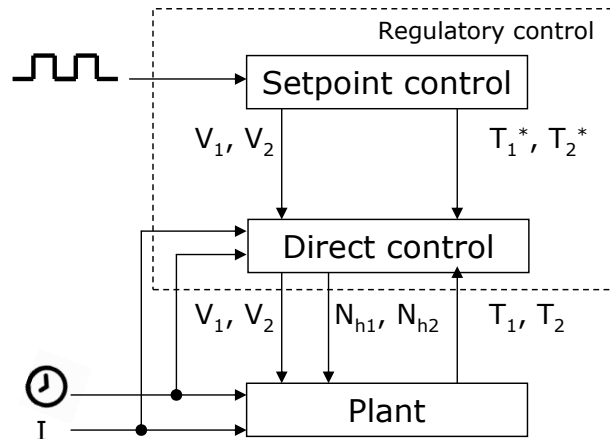 Regulatory control
Setpoint control
V₁, V₂
T₁*, T₂*
Direct control
V₁, V₂
Nₕ₁, Nₕ₂
T₁, T₂
Plant
I